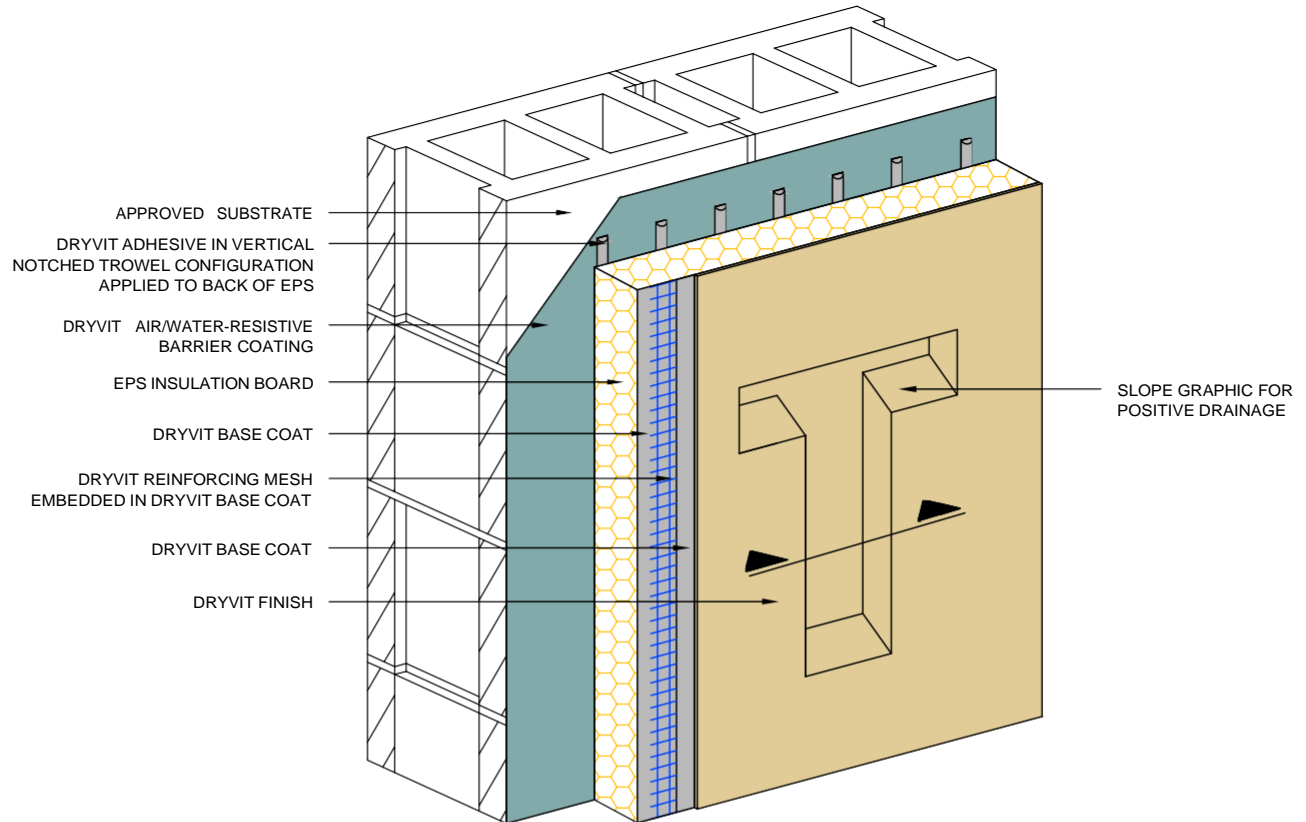 APPROVED SUBSTRATE
DRYVIT ADHESIVE IN VERTICAL
NOTCHED TROWEL CONFIGURATION
APPLIED TO BACK OF EPS
DRYVIT AIR/WATER-RESISTIVE
BARRIER COATING
EPS INSULATION BOARD
DRYVIT BASE COAT
DRYVIT REINFORCING MESH
EMBEDDED IN DRYVIT BASE COAT
DRYVIT BASE COAT
DRYVIT FINISH
SLOPE GRAPHIC FOR
POSITIVE DRAINAGE
T